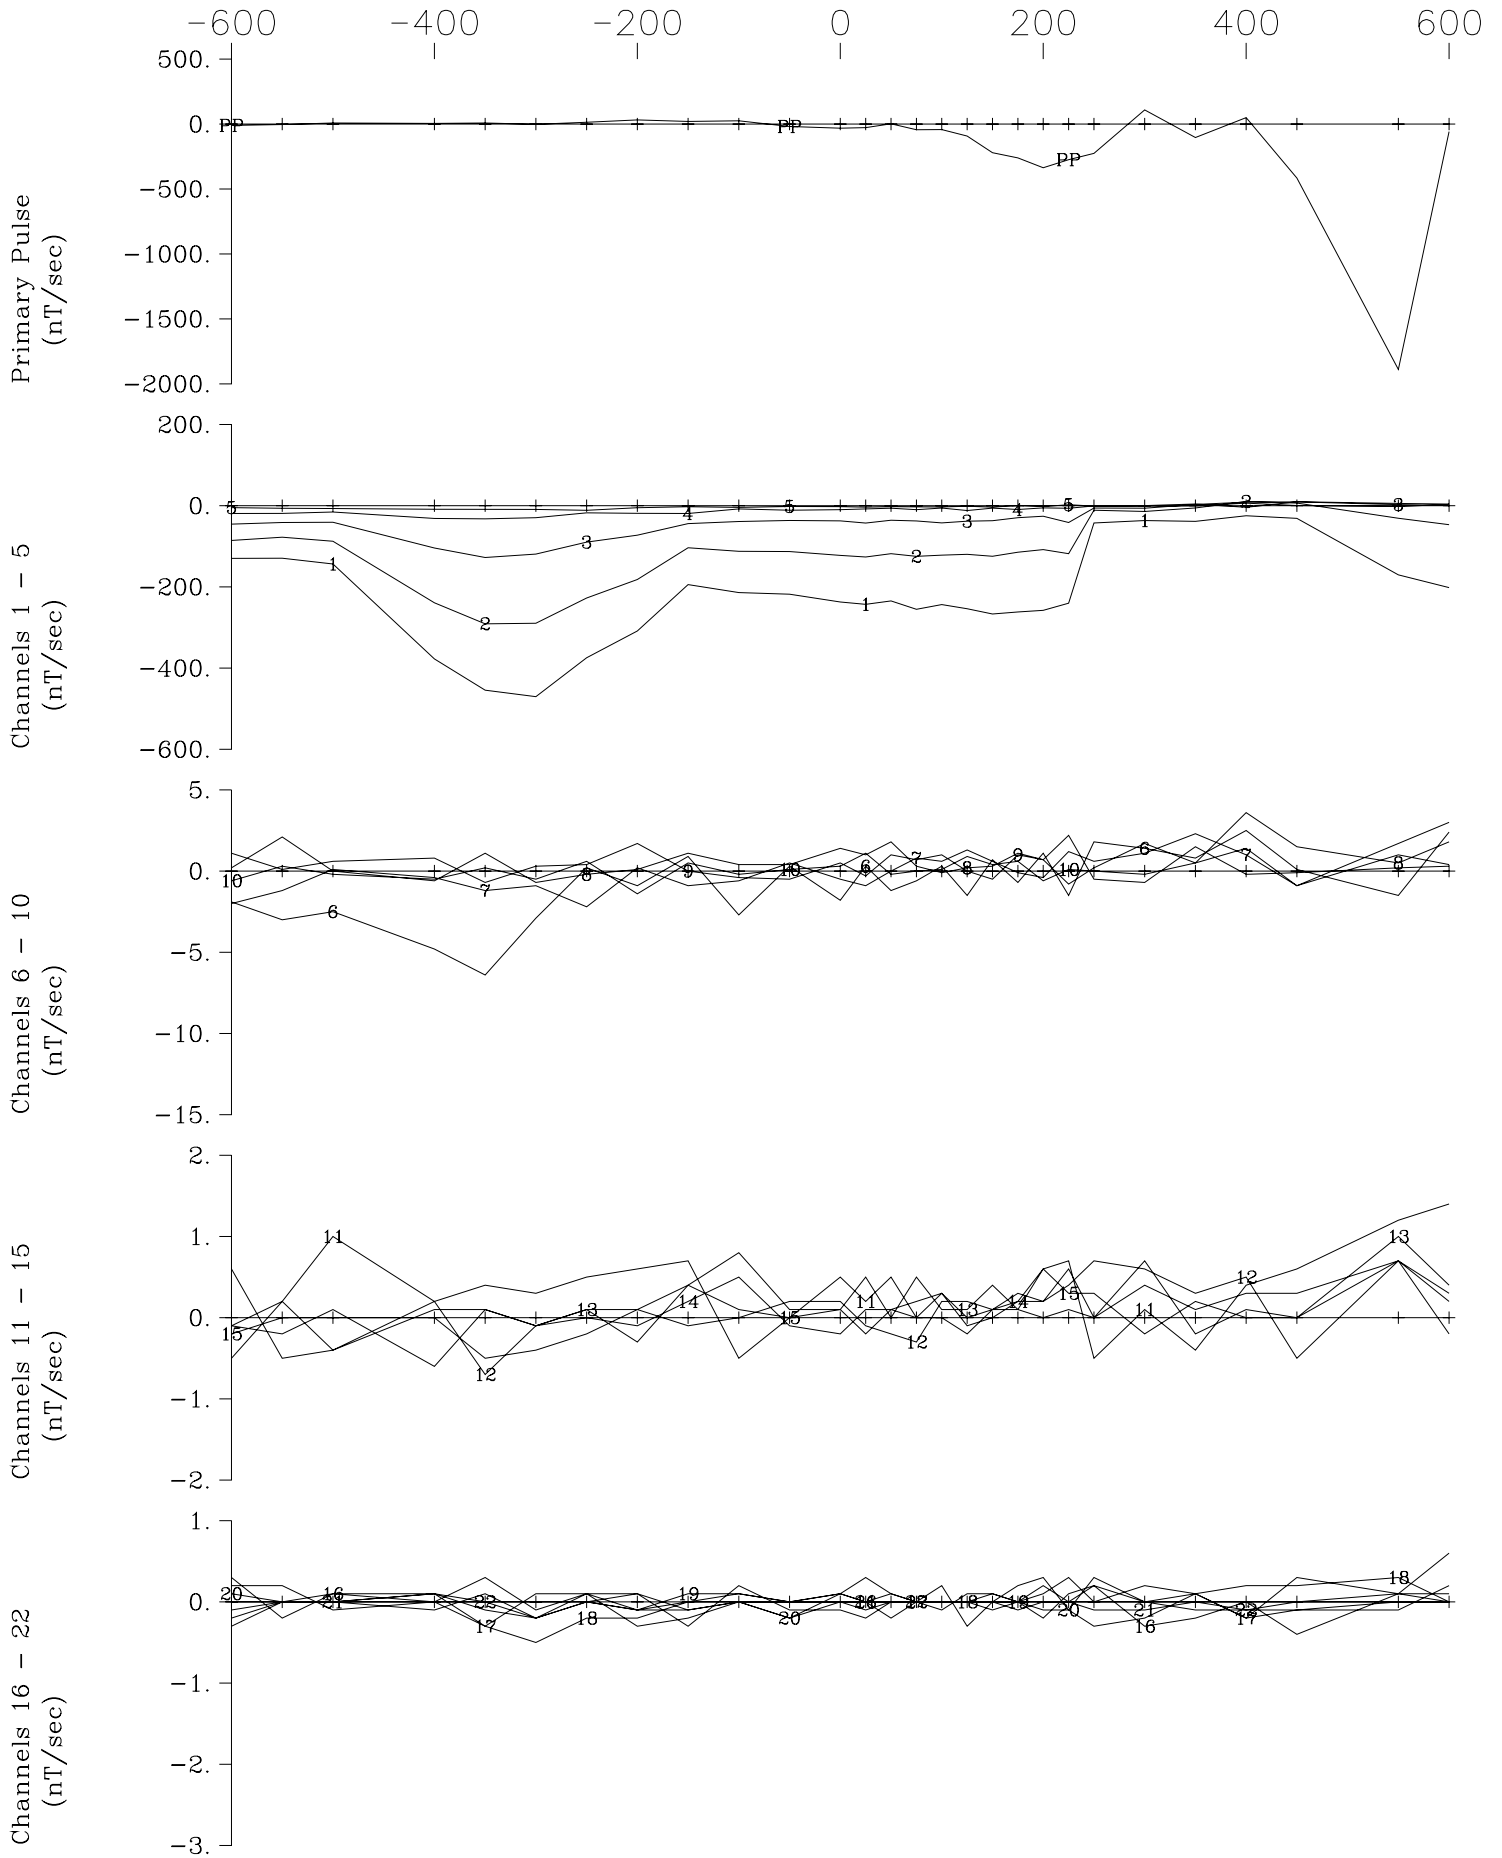 -600 -400 -200 0 200 400 600
500.
0.
-500.
-1000.
-1500.
-2000.
Primary Pulse
(nT/sec)
PP PP PP
200.
0.
-200.
-400.
-600.
Channels 1 - 5
(nT/sec)
5 4 5 4 5 2 3
3 3
1 2 1
2 1
5.
0.
-5.
-10.
-15.
Channels 6 - 10
(nT/sec)
10 7 8 9 10 6 7 8 9 10 6 7 8
6
2.
1.
0.
-1.
-2.
Channels 11 - 15
(nT/sec)
11 13
15 13 14 15 11 13 14 15 11 12
12 12
1.
0.
-1.
-2.
-3.
Channels 16 - 22
(nT/sec)
20 16 19 18
21 22 18 19 21 22
17 18 20 20 16 17